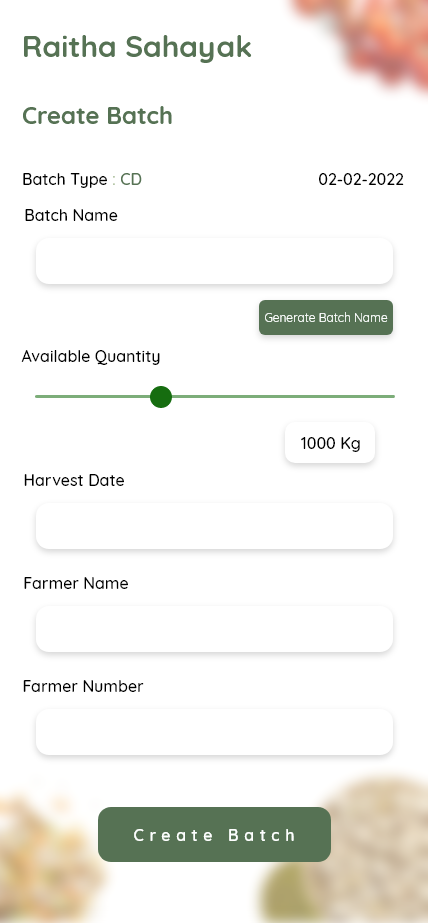 Raitha Sahayak
Create Batch
Batch Type : CD 02-02-2022
Batch Name
Generate Batch Name
Available Quantity
1000 Kg
Harvest Date
Farmer Name
Farmer Number
Create Batch